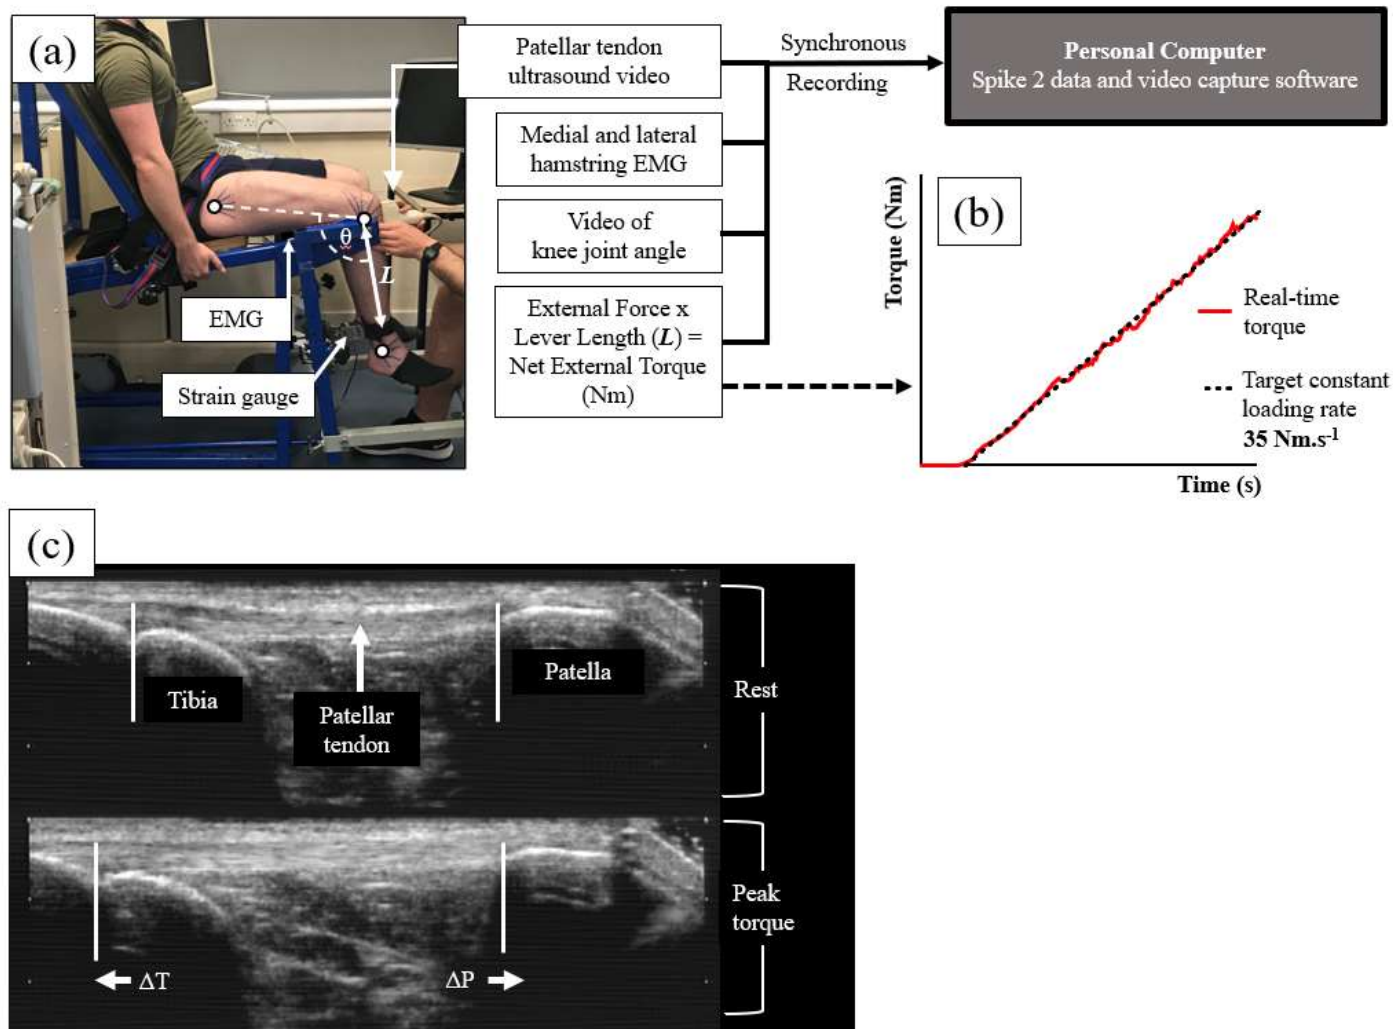 (a)
Patellar tendon
ultrasound video
Synchronous
Recording
Personal Computer
Spike 2 data and video capture software
Medial and lateral
hamstring EMG
Video of
knee joint angle
External Force x
Lever Length (L) =
Net External Torque
(Nm)
θ
L
EMG
Strain gauge
(b)
Torque (Nm)
Real-time
torque
Target constant
loading rate
35 Nm.s-1
Time (s)
(c)
Tibia
Patellar
tendon
Patella
Rest
ΔT
ΔP
Peak
torque